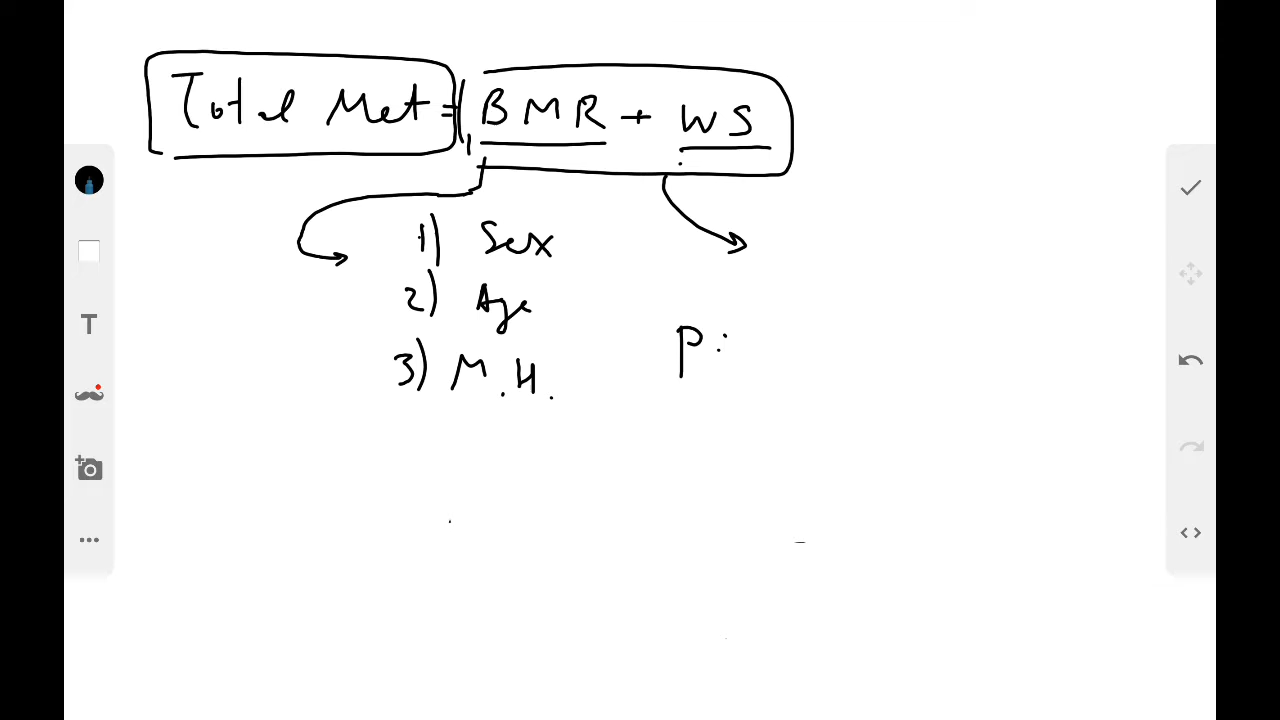 Total Met = BMR + WS
1) Sex
2) Age
3) M.H.
P:
T